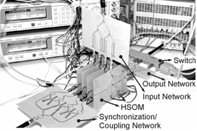 Switch
Output Network
Input Network
HSOM
Synchronization/
Coupling Network